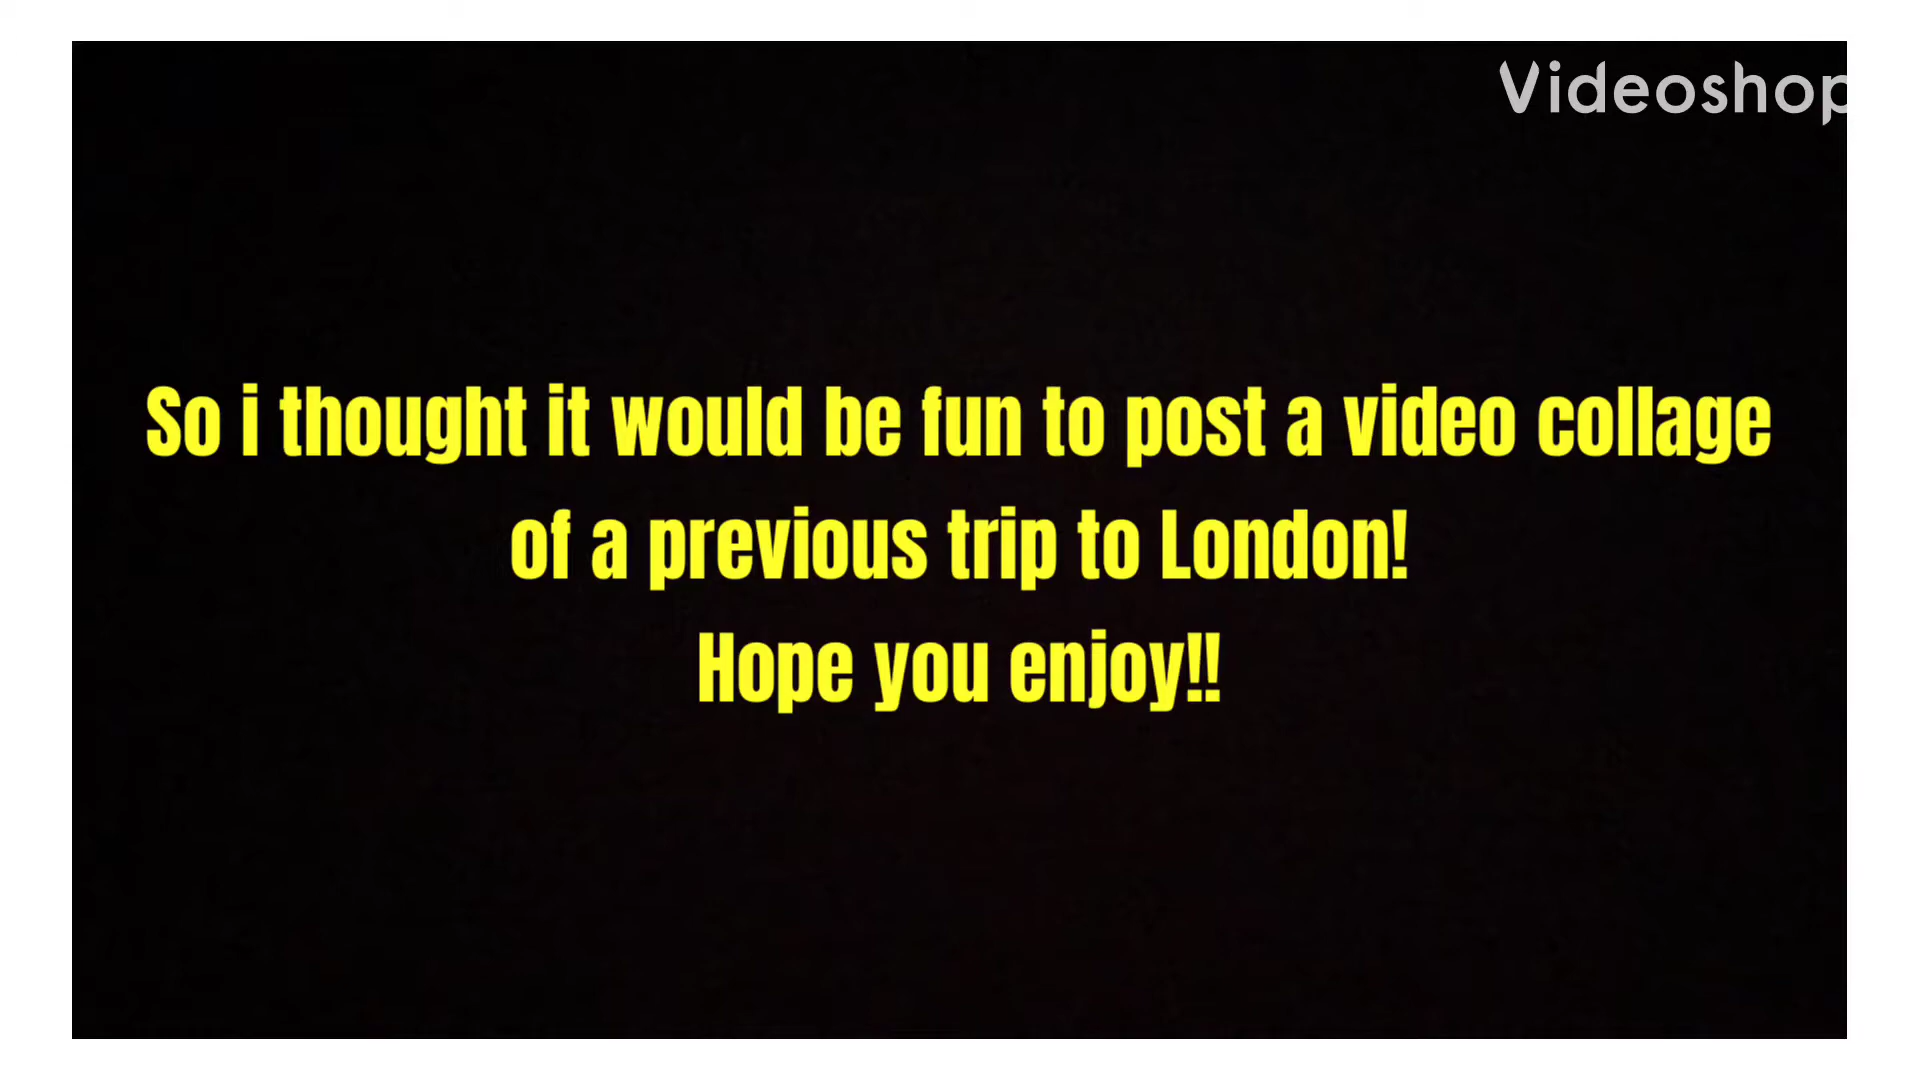 Videoshop
So i thought it would be fun to post a video collage
of a previous trip to London!
Hope you enjoy!!